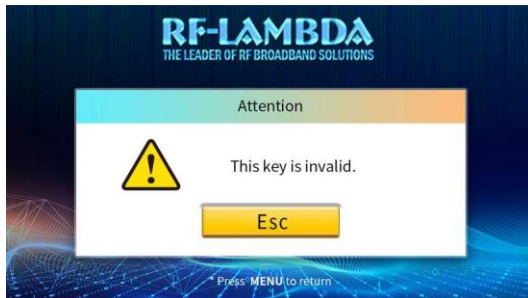 RF-LAMBDA
THE LEADER OF RF BROADBAND SOLUTIONS
Attention
This key is invalid.
Esc
* Press MENU to return